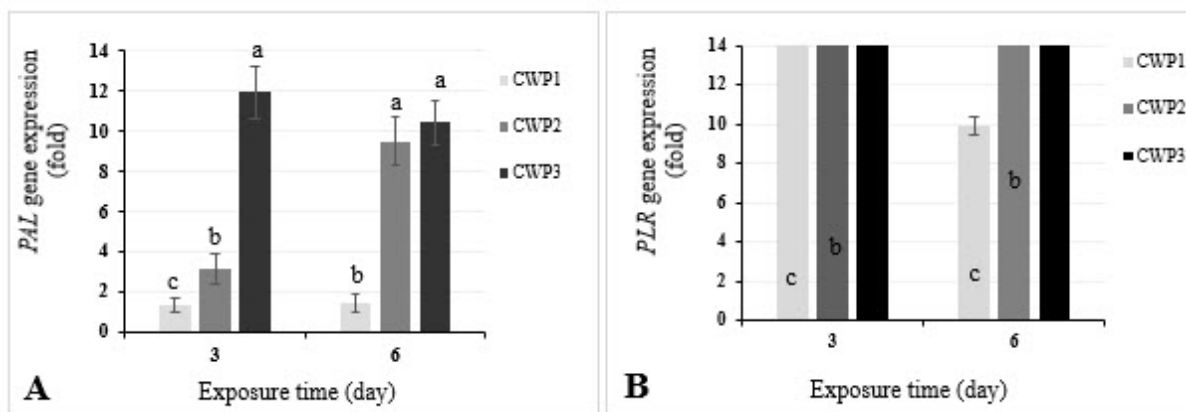 PAL gene expression
(fold)
14
12
10
8
6
4
2
0
c
b
a
b
a
a
3
6
Exposure time (day)
CWP1
CWP2
CWP3
A
PLR gene expression
(fold)
14
12
10
8
6
4
2
0
c
b
c
b
3
6
Exposure time (day)
CWP1
CWP2
CWP3
B